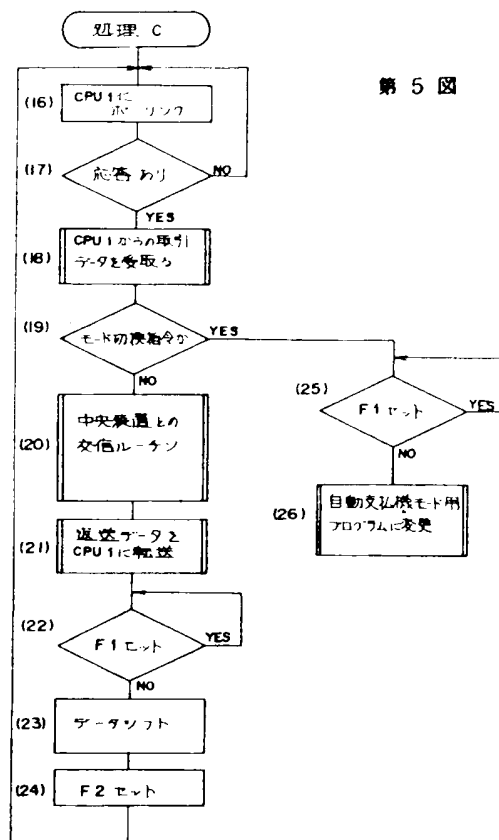 処理 C
第 5 図
(16)
CPU 1 に
ポーリング
(17)
応答 あり
NO
YES
(18)
CPU 1 からの取引
データを受取る
(19)
モード切換指令か
YES
NO
(20)
中央装置との
交信ルーチン
(21)
返送データを
CPU 1 に転送
(22)
F 1 セット
YES
NO
(23)
データシフト
(24)
F 2 セット
(25)
F 1 セット
YES
NO
(26)
自動支払機モード用
プログラムに変更